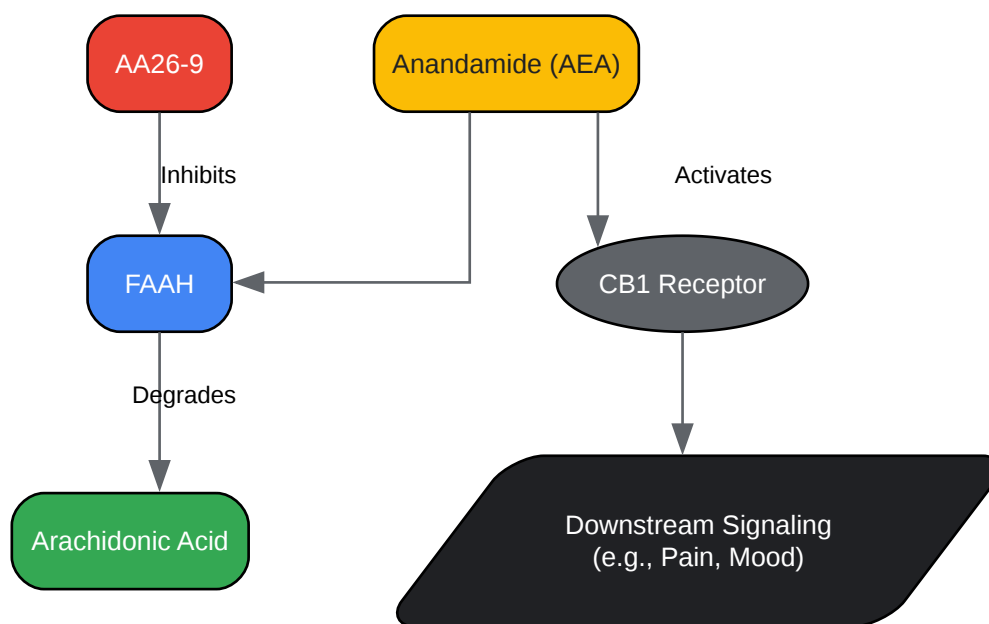 AA26-9
Anandamide (AEA)
Inhibits
Activates
FAAH
CB1 Receptor
Degrades
Arachidonic Acid
Downstream Signaling
(e.g., Pain, Mood)